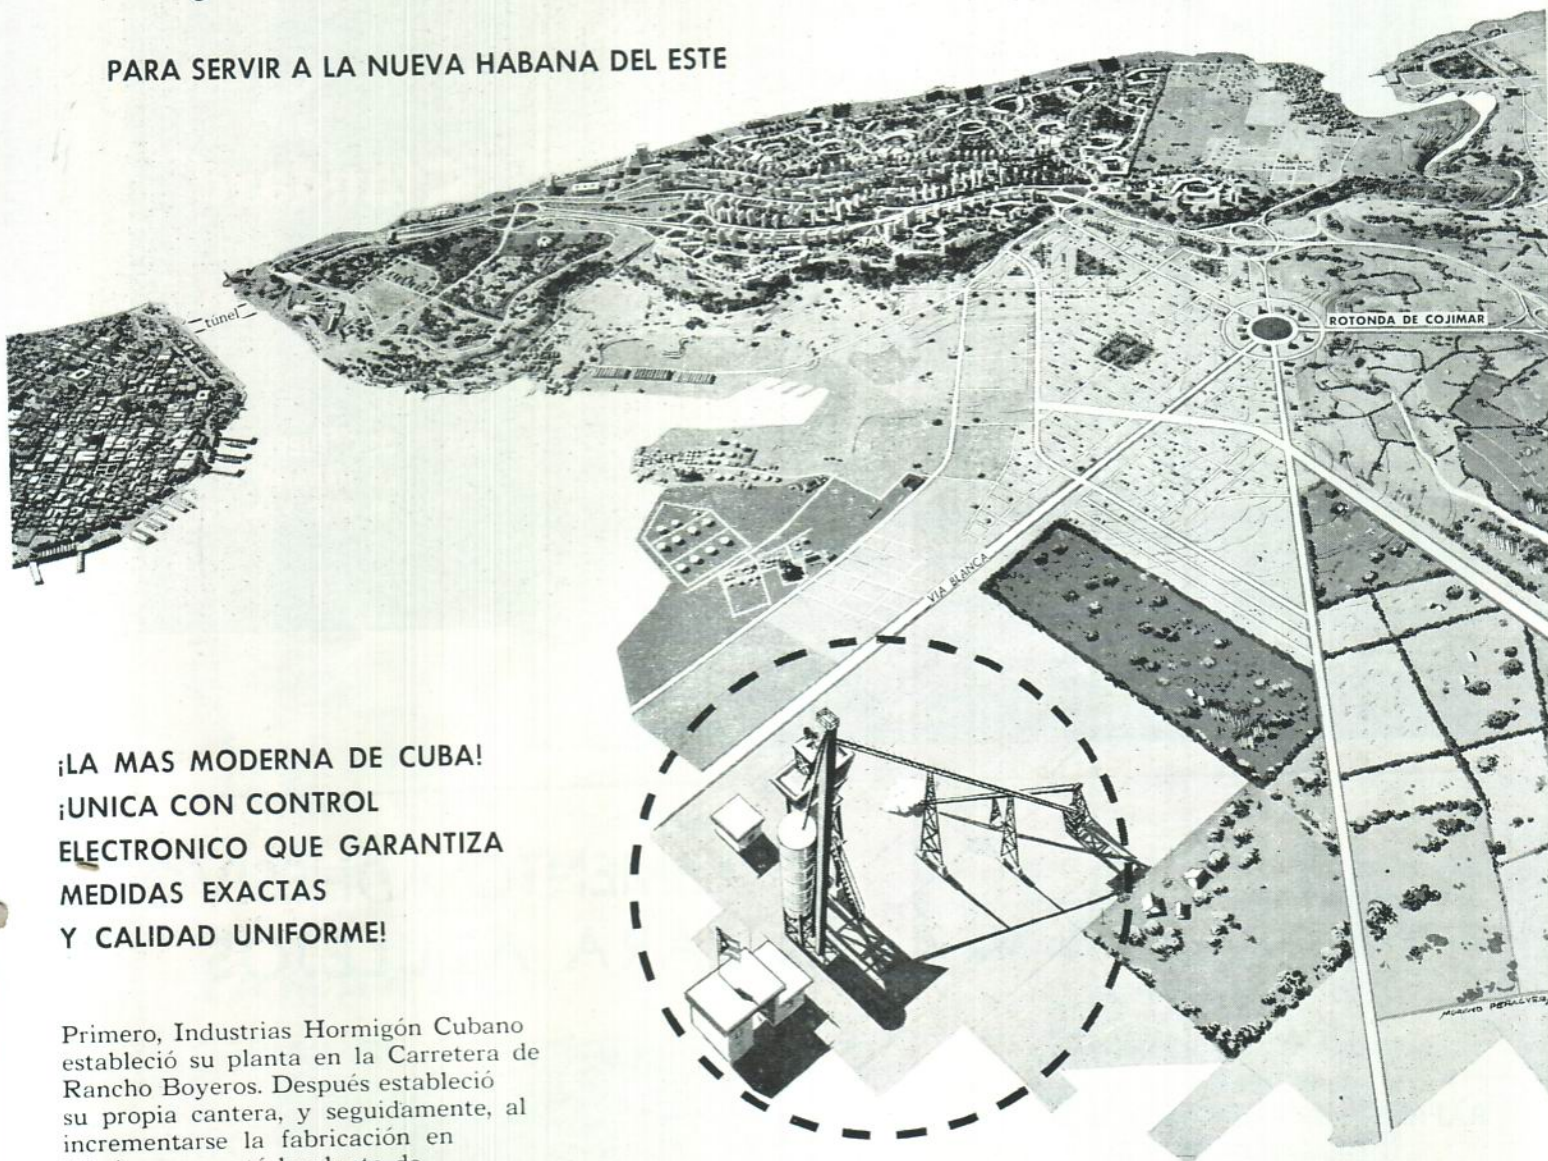 PARA SERVIR A LA NUEVA HABANA DEL ESTE
túnel
ROTONDA DE COJIMAR
VIA BLANCA
¡LA MAS MODERNA DE CUBA!
¡UNICA CON CONTROL
ELECTRONICO QUE GARANTIZA
MEDIDAS EXACTAS
Y CALIDAD UNIFORME!
Primero, Industrias Hormigón Cubano
estableció su planta en la Carretera de
Rancho Boyeros. Después estableció
su propia cantera, y seguidamente, al
incrementarse la fabricación en